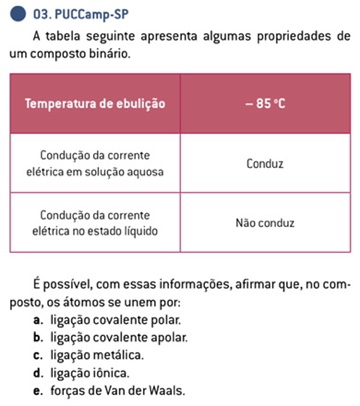 03. PUCCamp-SP
A tabela seguinte apresenta algumas propriedades de
um composto binário.
Temperatura de ebulição
– 85 °C
Condução da corrente
elétrica em solução aquosa
Conduz
Condução da corrente
elétrica no estado líquido
Não conduz
É possível, com essas informações, afirmar que, no com-
posto, os átomos se unem por:
a. ligação covalente polar.
b. ligação covalente apolar.
c. ligação metálica.
d. ligação iônica.
e. forças de Van der Waals.